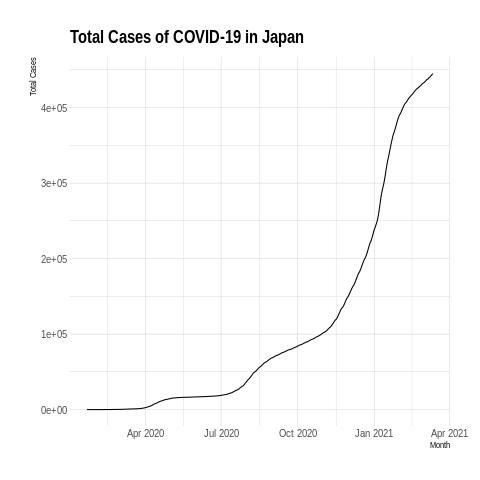 Total Cases of COVID-19 in Japan
Total Cases
4e+05
3e+05
2e+05
1e+05
0e+00
Apr 2020 Jul 2020 Oct 2020 Jan 2021 Apr 2021
Month